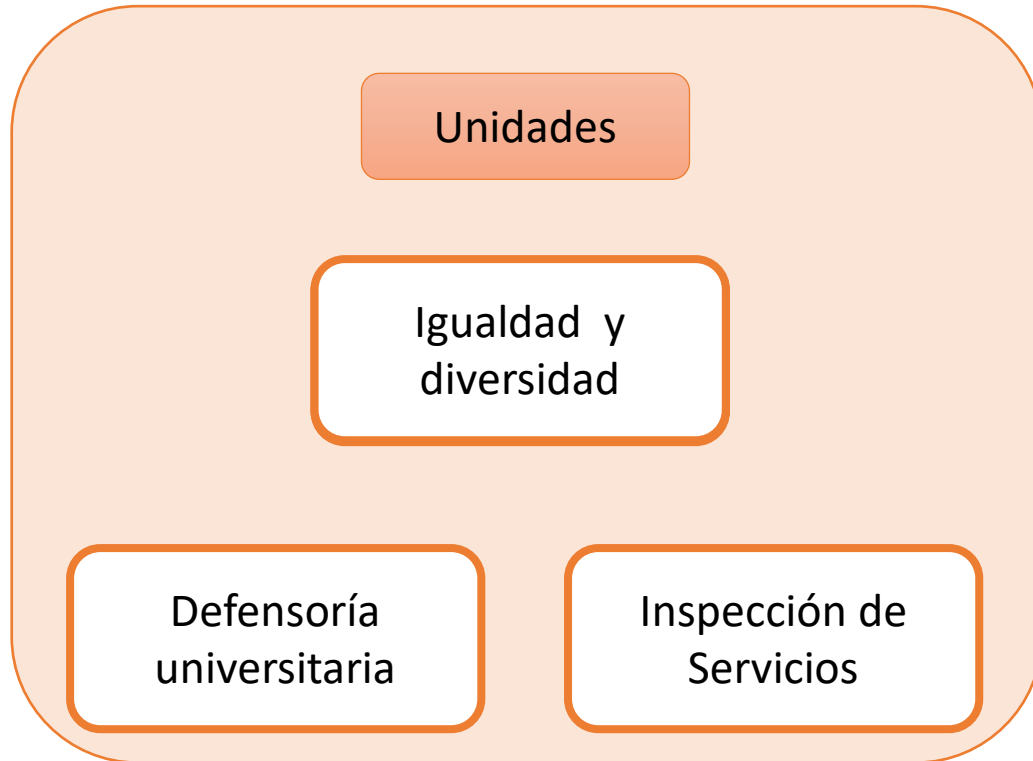 Unidades
Igualdad y
diversidad
Defensoría
universitaria
Inspección de
Servicios